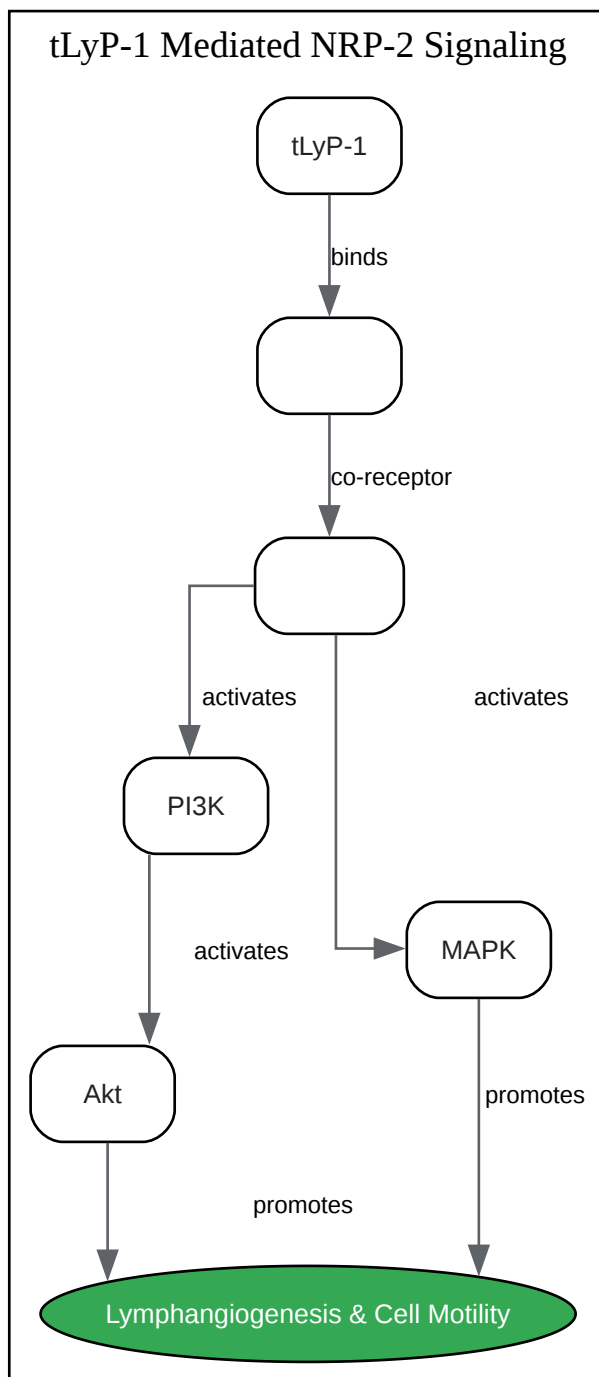 tLyP-1 Mediated NRP-2 Signaling
tLyP-1
binds
co-receptor
activates
activates
PI3K
activates
MAPK
Akt
promotes
promotes
Lymphangiogenesis & Cell Motility